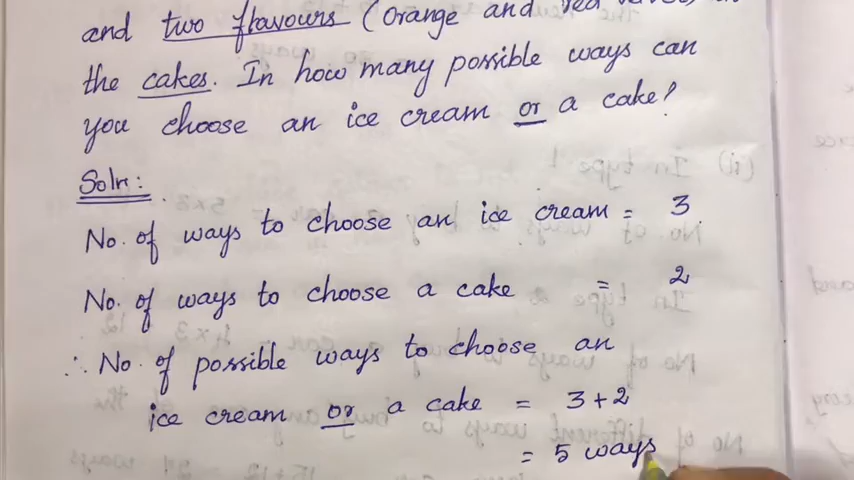 and two flavours (orange and red
the cakes. In how many possible ways can
you choose an ice cream or a cake?
Soln:
No. of ways to choose an ice cream = 3
No. of ways to choose a cake = 2
∴ No. of possible ways to choose an
ice cream or a cake = 3+2
= 5 ways